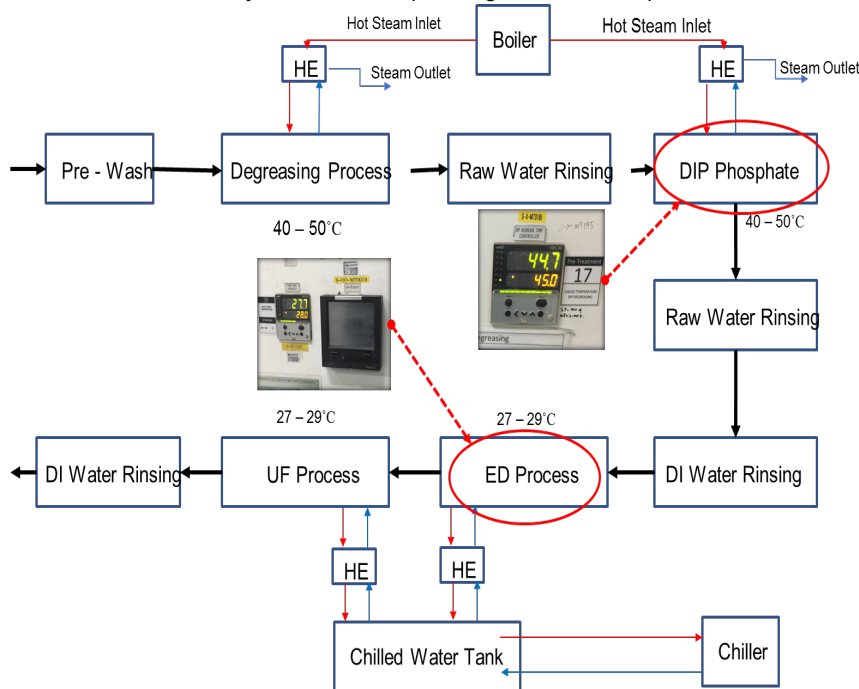 Hot Steam Inlet
Boiler
Hot Steam Inlet
HE
Steam Outlet
HE
Steam Outlet
Pre - Wash
Degreasing Process
Raw Water Rinsing
DIP Phosphate
40 – 50˚C
40 – 50˚C
44.7
45.0
Pre-Treatment
17
27.7
28.0
Raw Water Rinsing
27 – 29˚C
27 – 29˚C
DI Water Rinsing
UF Process
ED Process
DI Water Rinsing
HE
HE
Chilled Water Tank
Chiller